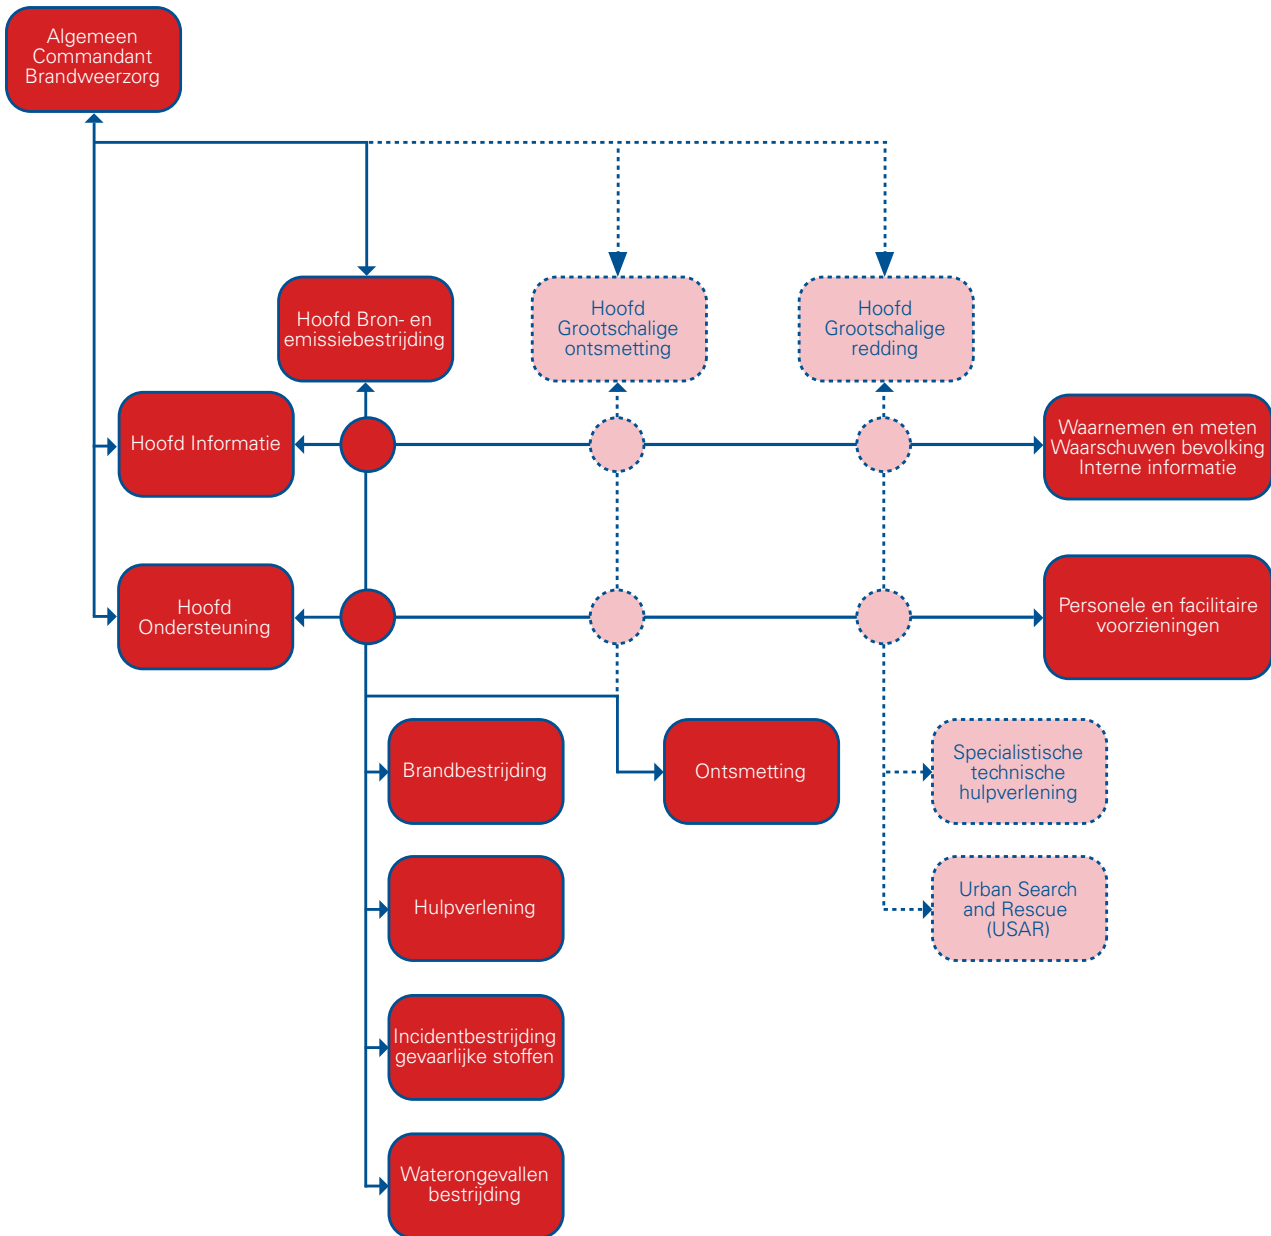 Algemeen
Commandant
Brandweerzorg
Hoofd Bron- en
emissiebestrijding
Hoofd
Grootschalige
ontsmetting
Hoofd
Grootschalige
redding
Hoofd Informatie
Waarnemen en meten
Waarschuwen bevolking
Interne informatie
Hoofd
Ondersteuning
Personele en facilitaire
voorzieningen
Brandbestrijding
Ontsmetting
Specialistische
technische
hulpverlening
Hulpverlening
Urban Search
and Rescue
(USAR)
Incidentbestrijding
gevaarlijke stoffen
Waterongevallen
bestrijding